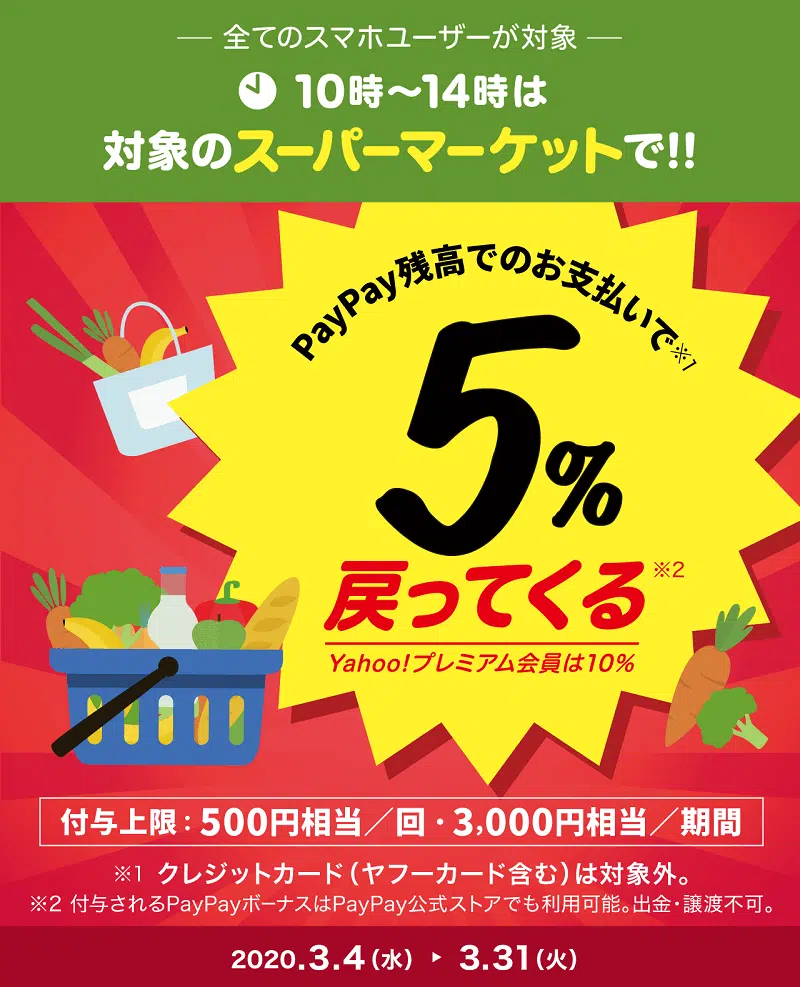 全てのスマホユーザーが対象
10時〜14時は
対象のスーパーマーケットで!!
PayPay残高でのお支払いで※1
5%
戻ってくる※2
Yahoo!プレミアム会員は10%
付与上限：500円相当／回・3,000円相当／期間
※1 クレジットカード（ヤフーカード含む）は対象外。
※2 付与されるPayPayボーナスはPayPay公式ストアでも利用可能。出金・譲渡不可。
2020.3.4（水）▶ 3.31（火）